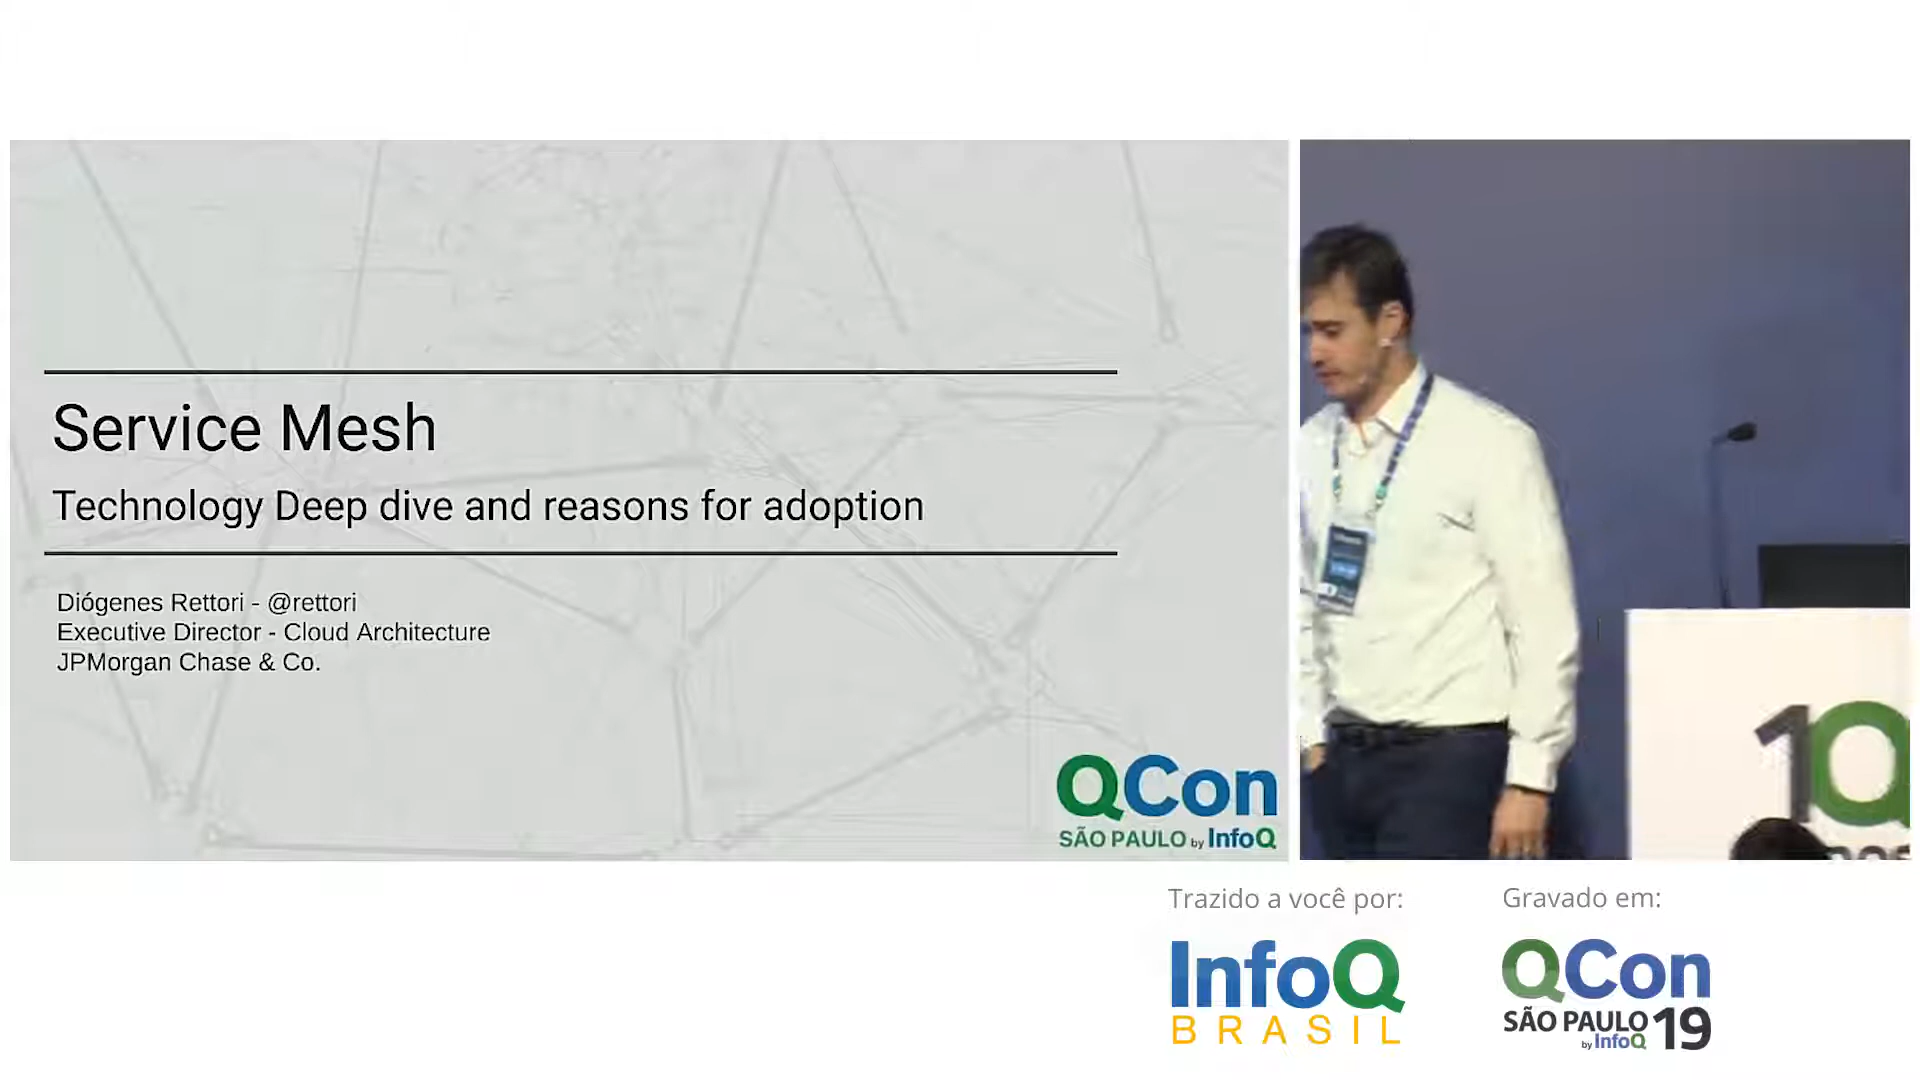 Service Mesh
Technology Deep dive and reasons for adoption
Diógenes Rettori - @rettori
Executive Director - Cloud Architecture
JPMorgan Chase & Co.
QCon
SÃO PAULO by InfoQ
10
Trazido a você por:
InfoQ
BRASIL
Gravado em:
QCon
SÃO PAULO 19
by InfoQ